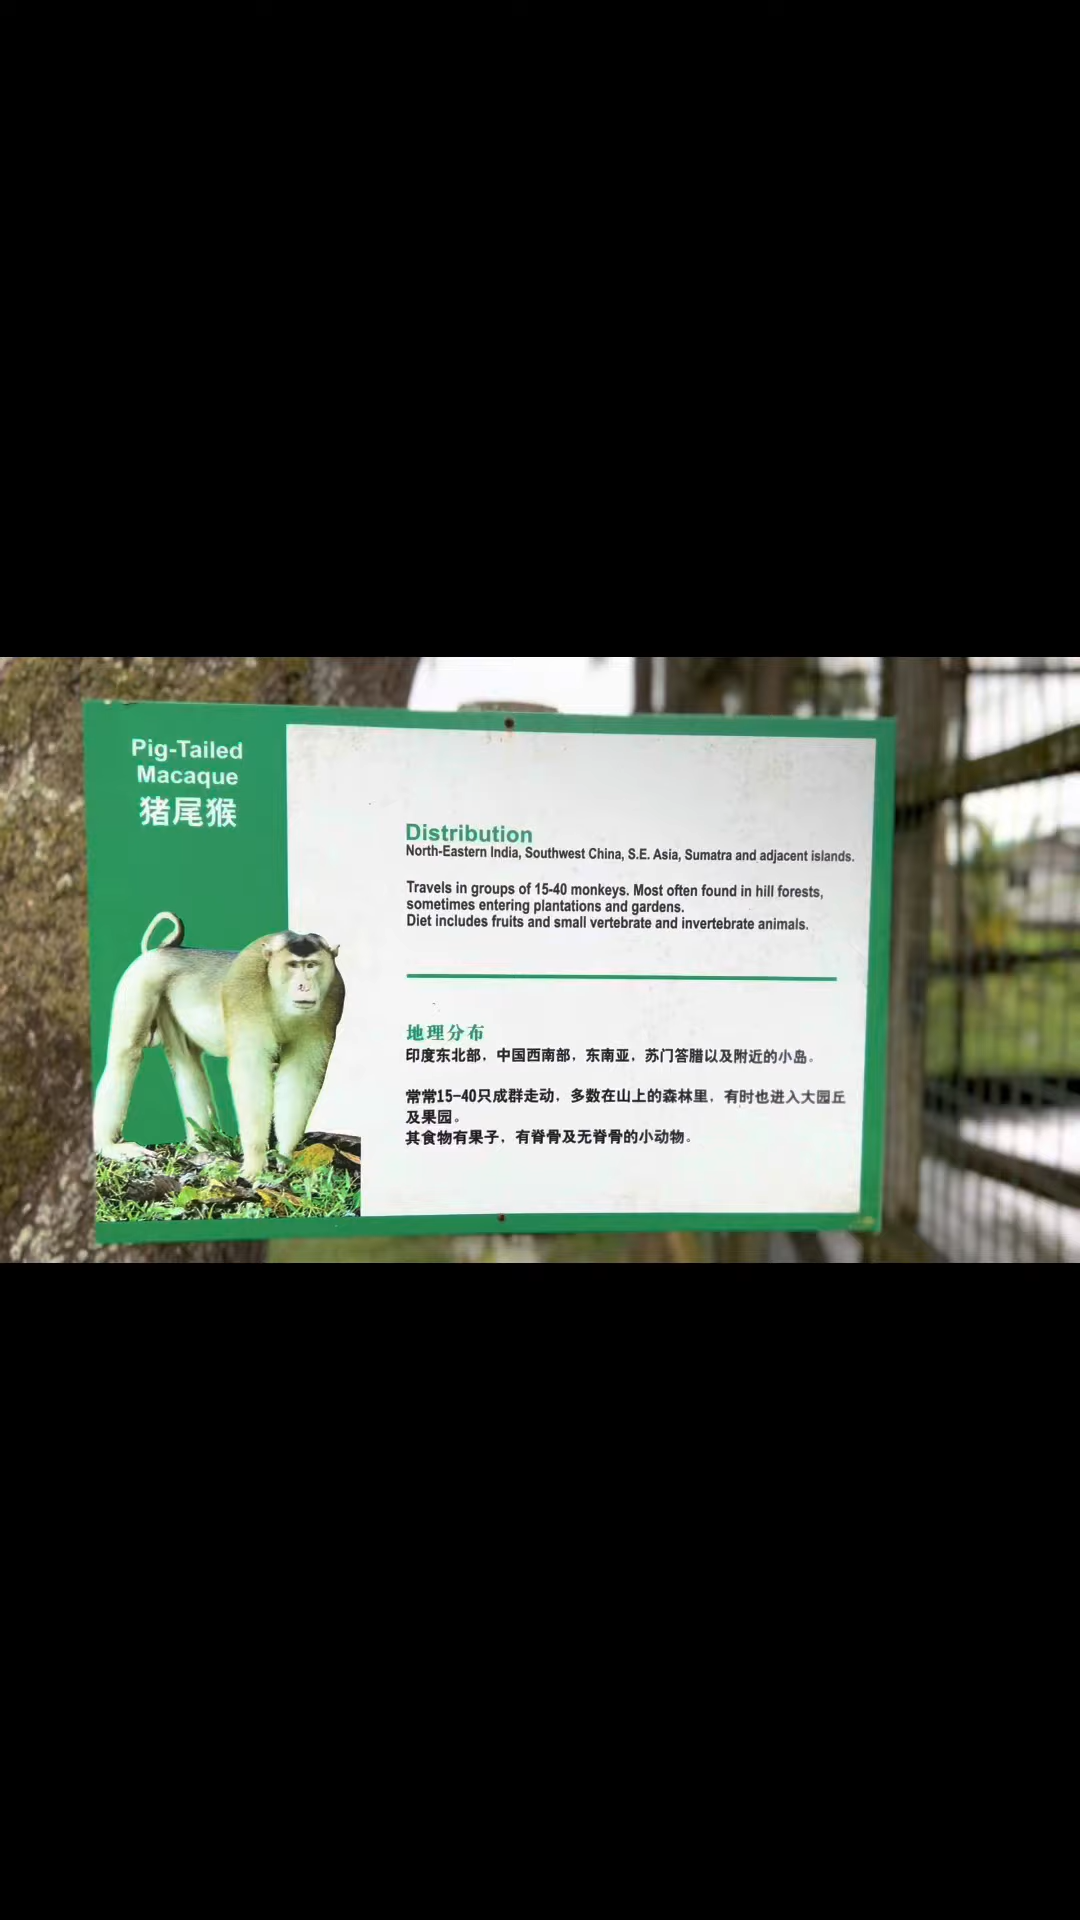 Pig-Tailed
Macaque
猪尾猴
Distribution
North-Eastern India, Southwest China, S.E. Asia, Sumatra and adjacent islands.
Travels in groups of 15-40 monkeys. Most often found in hill forests,
sometimes entering plantations and gardens.
Diet includes fruits and small vertebrate and invertebrate animals.
地理分布
印度东北部，中国西南部，东南亚，苏门答腊以及附近的小岛。
常常15-40只成群走动，多数在山上的森林里，有时也进入大园丘
及果园。
其食物有果子，有脊骨及无脊骨的小动物。